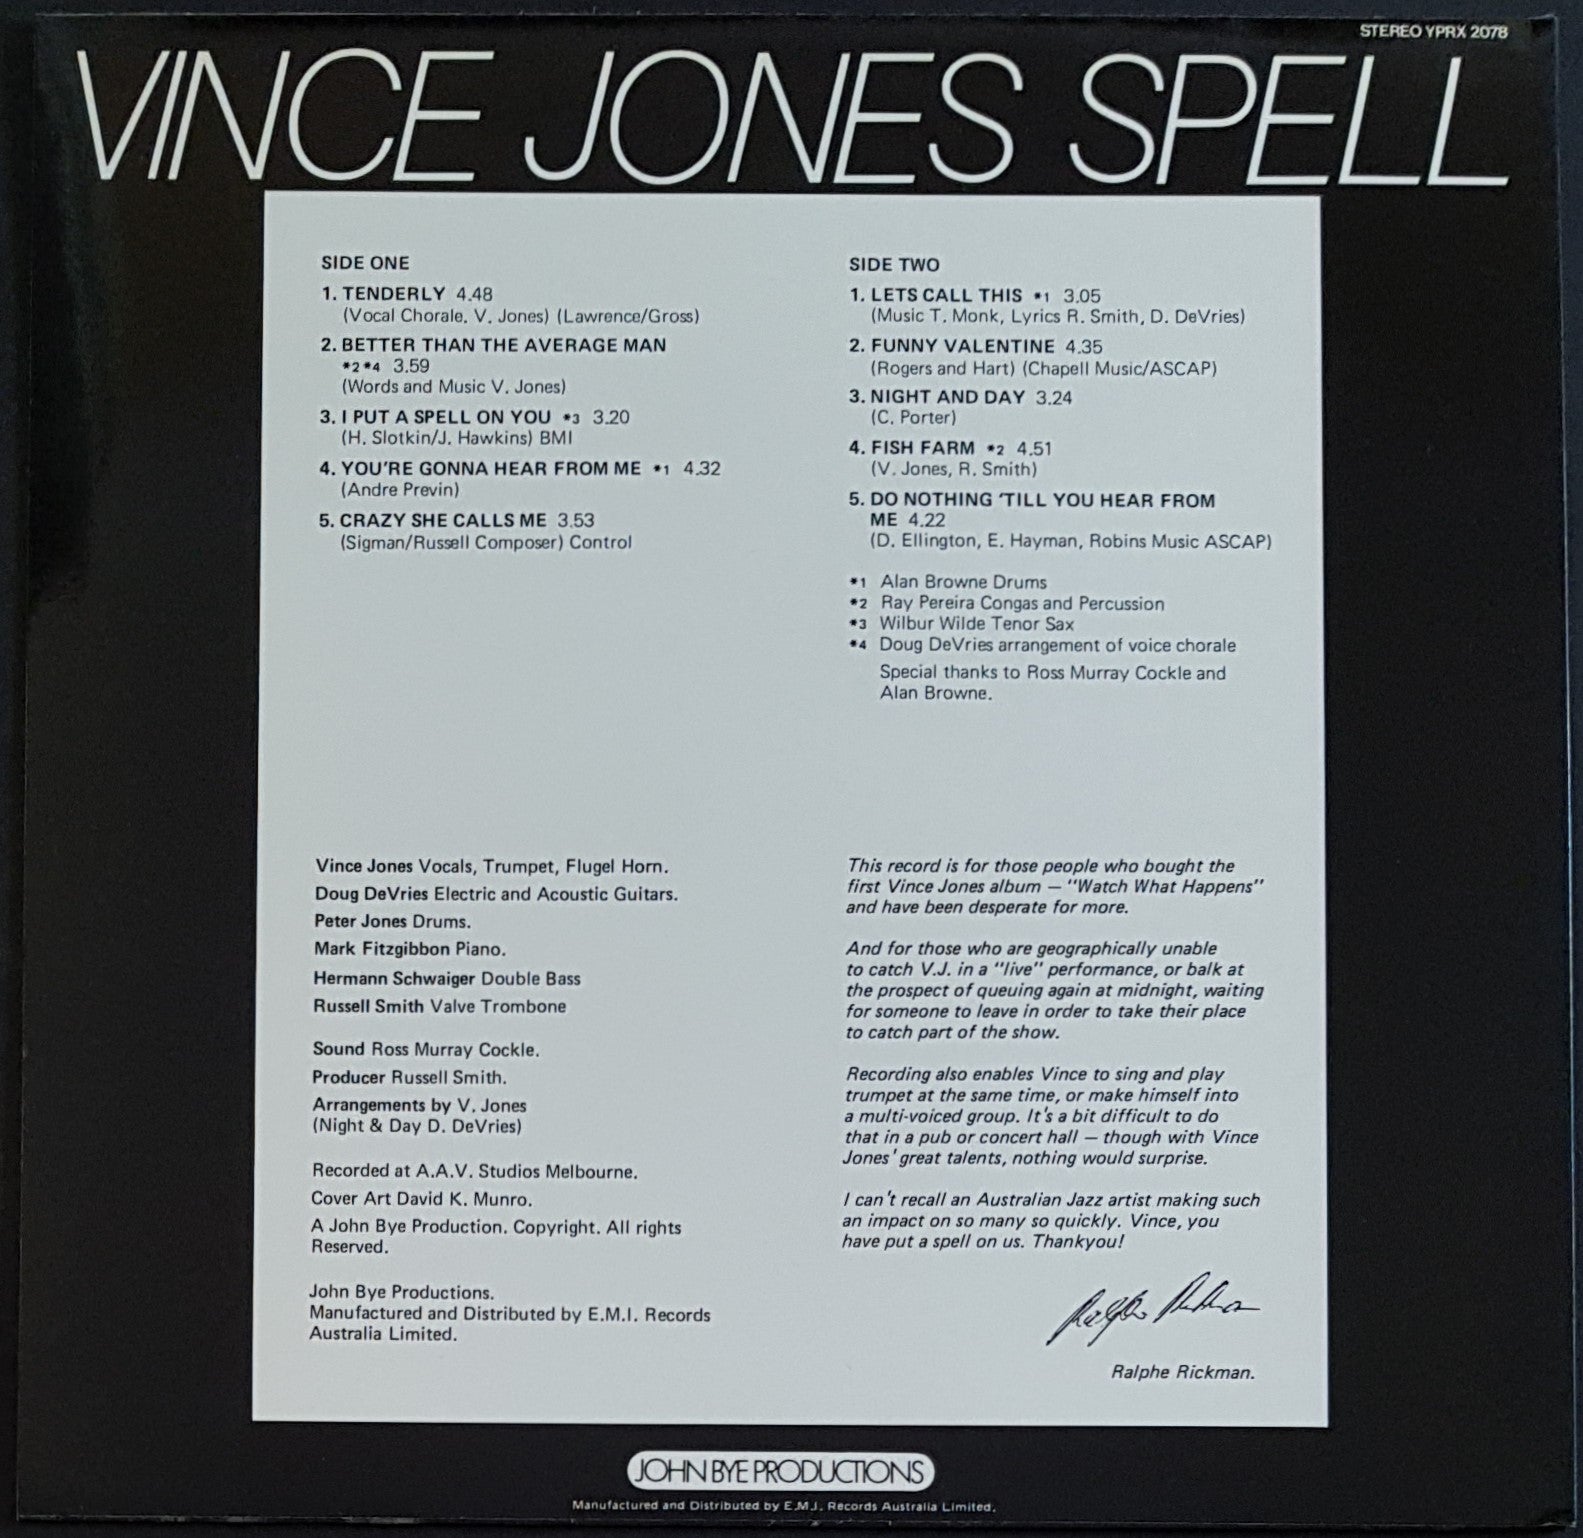 STEREO YPRX 2078
VINCE JONES SPELL
SIDE ONE
1. TENDERLY 4.48
(Vocal Chorale. V. Jones) (Lawrence/Gross)
2. BETTER THAN THE AVERAGE MAN
*2 *4 3.59
(Words and Music V. Jones)
3. I PUT A SPELL ON YOU *3 3.20
(H. Slotkin/J. Hawkins) BMI
4. YOU'RE GONNA HEAR FROM ME *1 4.32
(Andre Previn)
5. CRAZY SHE CALLS ME 3.53
(Sigman/Russell Composer) Control
SIDE TWO
1. LETS CALL THIS *1 3.05
(Music T. Monk, Lyrics R. Smith, D. DeVries)
2. FUNNY VALENTINE 4.35
(Rogers and Hart) (Chapell Music/ASCAP)
3. NIGHT AND DAY 3.24
(C. Porter)
4. FISH FARM *2 4.51
(V. Jones, R. Smith)
5. DO NOTHING 'TILL YOU HEAR FROM
ME 4.22
(D. Ellington, E. Hayman, Robins Music ASCAP)
*1 Alan Browne Drums
*2 Ray Pereira Congas and Percussion
*3 Wilbur Wilde Tenor Sax
*4 Doug DeVries arrangement of voice chorale
Special thanks to Ross Murray Cockle and
Alan Browne.
Vince Jones Vocals, Trumpet, Flugel Horn.
Doug DeVries Electric and Acoustic Guitars.
Peter Jones Drums.
Mark Fitzgibbon Piano.
Hermann Schwaiger Double Bass
Russell Smith Valve Trombone
Sound Ross Murray Cockle.
Producer Russell Smith.
Arrangements by V. Jones
(Night & Day D. DeVries)
Recorded at A.A.V. Studios Melbourne.
Cover Art David K. Munro.
A John Bye Production. Copyright. All rights
Reserved.
John Bye Productions.
Manufactured and Distributed by E.M.I. Records
Australia Limited.
This record is for those people who bought the
first Vince Jones album — "Watch What Happens"
and have been desperate for more.
And for those who are geographically unable
to catch V.J. in a "live" performance, or balk at
the prospect of queuing again at midnight, waiting
for someone to leave in order to take their place
to catch part of the show.
Recording also enables Vince to sing and play
trumpet at the same time, or make himself into
a multi-voiced group. It's a bit difficult to do
that in a pub or concert hall — though with Vince
Jones' great talents, nothing would surprise.
I can't recall an Australian Jazz artist making such
an impact on so many so quickly. Vince, you
have put a spell on us. Thankyou!
Ralphe Rickman
Ralphe Rickman.
JOHN BYE PRODUCTIONS
Manufactured and Distributed by E.M.I. Records Australia Limited.